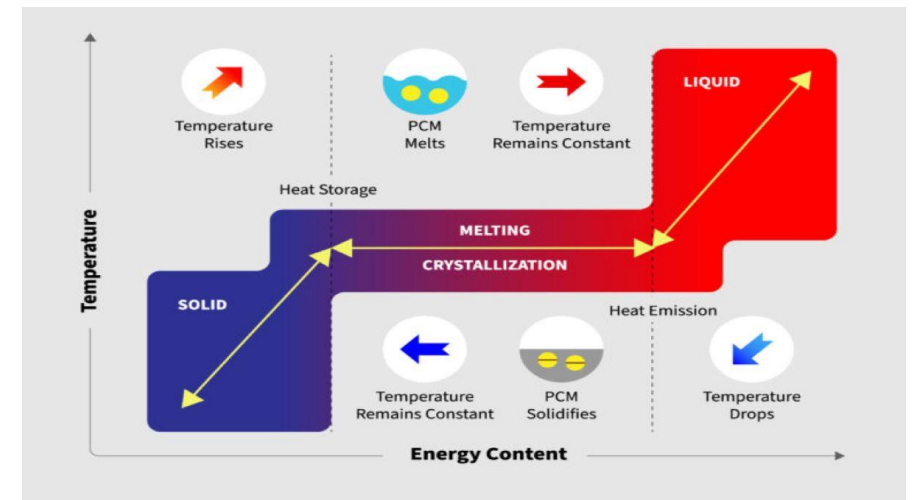 Temperature
Rises
PCM
Melts
Temperature
Remains Constant
LIQUID
Heat Storage
Temperature
MELTING
CRYSTALLIZATION
SOLID
Heat Emission
Temperature
Remains Constant
PCM
Solidifies
Temperature
Drops
Energy Content